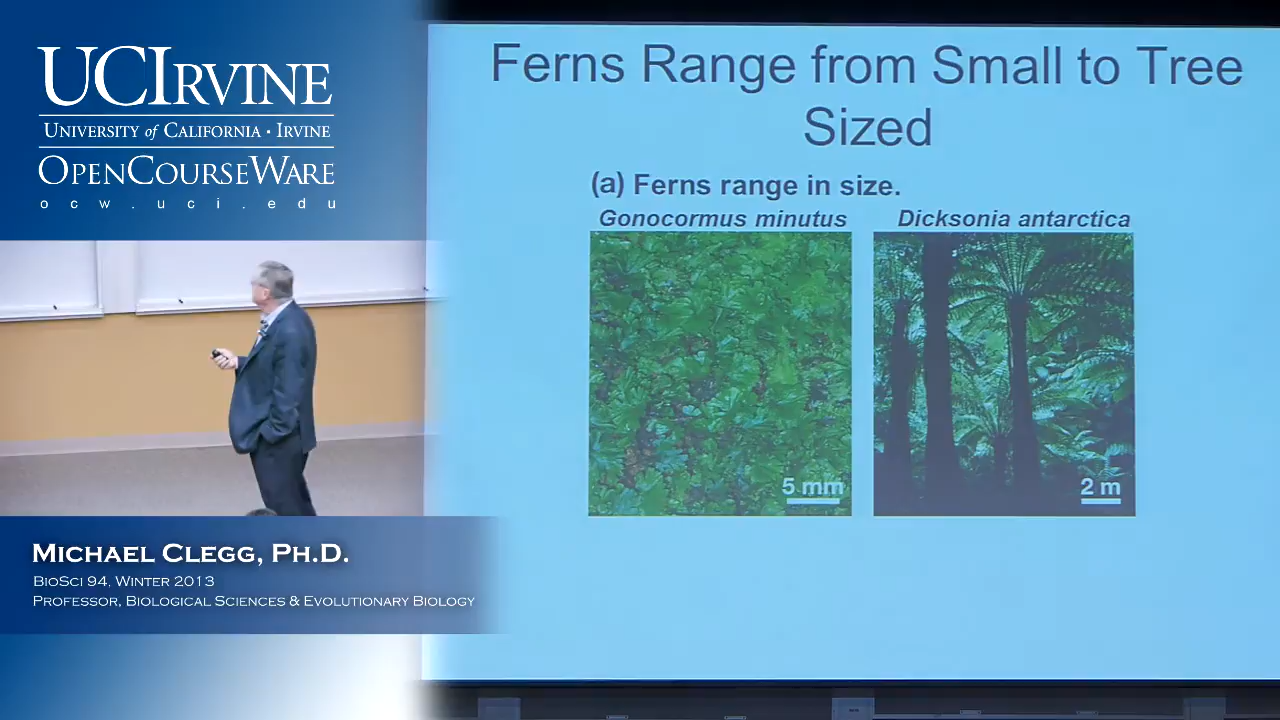 UCIRVINE
UNIVERSITY of CALIFORNIA · IRVINE
OPENCOURSEWARE
ocw.uci.edu
Ferns Range from Small to Tree
Sized
(a) Ferns range in size.
Gonocormus minutus
Dicksonia antarctica
5 mm
2 m
MICHAEL CLEGG, PH.D.
BIOSCI 94, WINTER 2013
PROFESSOR, BIOLOGICAL SCIENCES & EVOLUTIONARY BIOLOGY